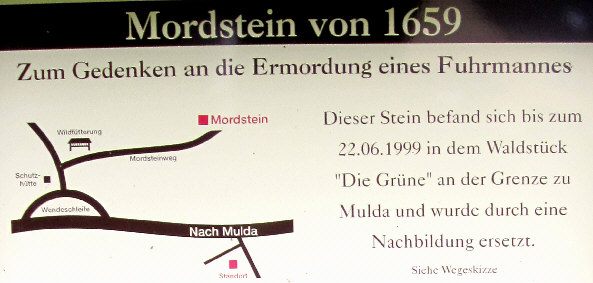 Mordstein von 1659
Zum Gedenken an die Ermordung eines Fuhrmannes
Wildfütterung
Mordstein
Mordsteinweg
Schutz-
hütte
Wendeschleife
Nach Mulda
Standort
Dieser Stein befand sich bis zum
22.06.1999 in dem Waldstück
"Die Grüne" an der Grenze zu
Mulda und wurde durch eine
Nachbildung ersetzt.
Siehe Wegeskizze